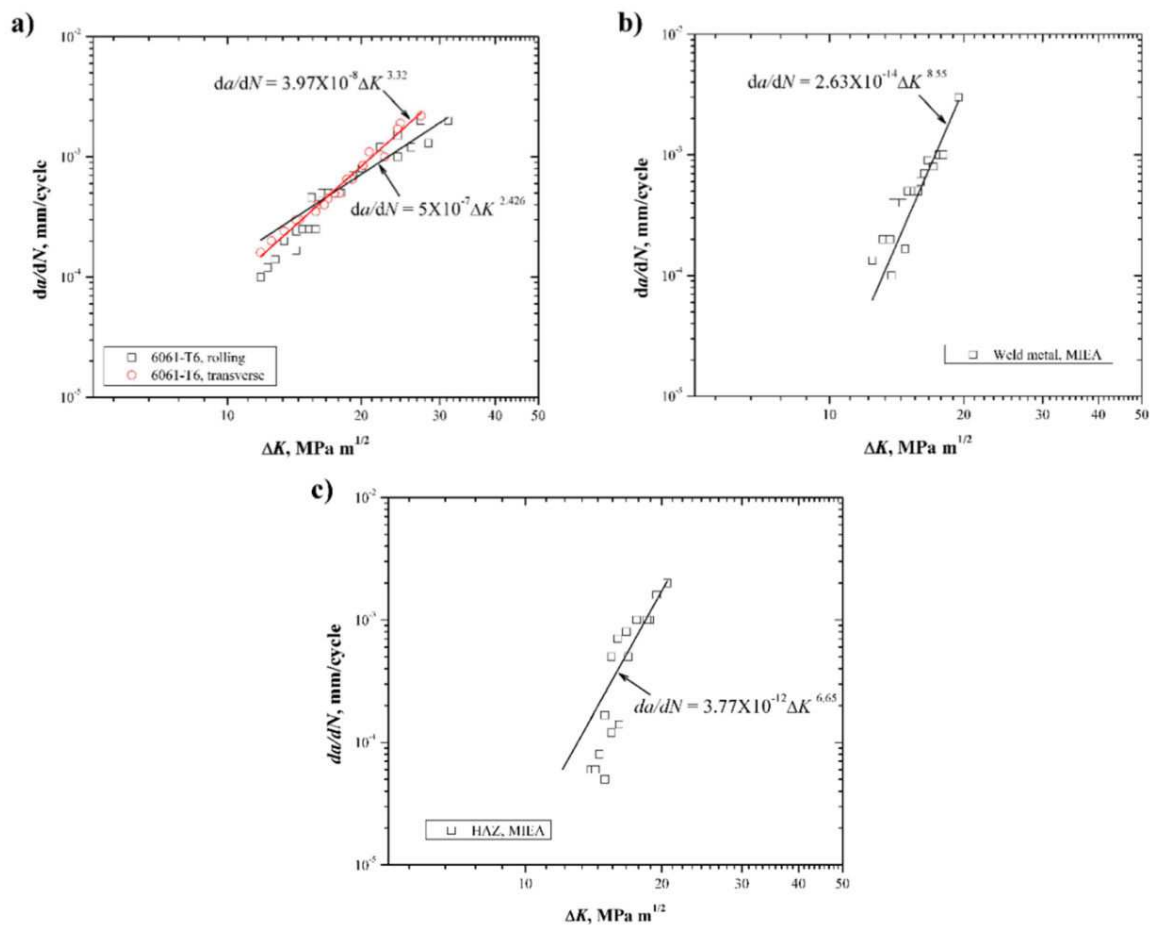 a)
da/dN = 3.97X10^-8 ΔK^3.32
da/dN = 5X10^-7 ΔK^2.426
10^-2
10^-3
10^-4
10^-5
da/dN, mm/cycle
6061-T6, rolling
6061-T6, transverse
10 20 30 40 50
ΔK, MPa m^1/2
b)
da/dN = 2.63X10^-14 ΔK^8.55
10^-2
10^-3
10^-4
10^-5
da/dN, mm/cycle
Weld metal, MIEA
10 20 30 40 50
ΔK, MPa m^1/2
c)
10^-2
10^-3
10^-4
10^-5
da/dN, mm/cycle
da/dN = 3.77X10^-12 ΔK^6.65
HAZ, MIEA
10 20 30 40 50
ΔK, MPa m^1/2